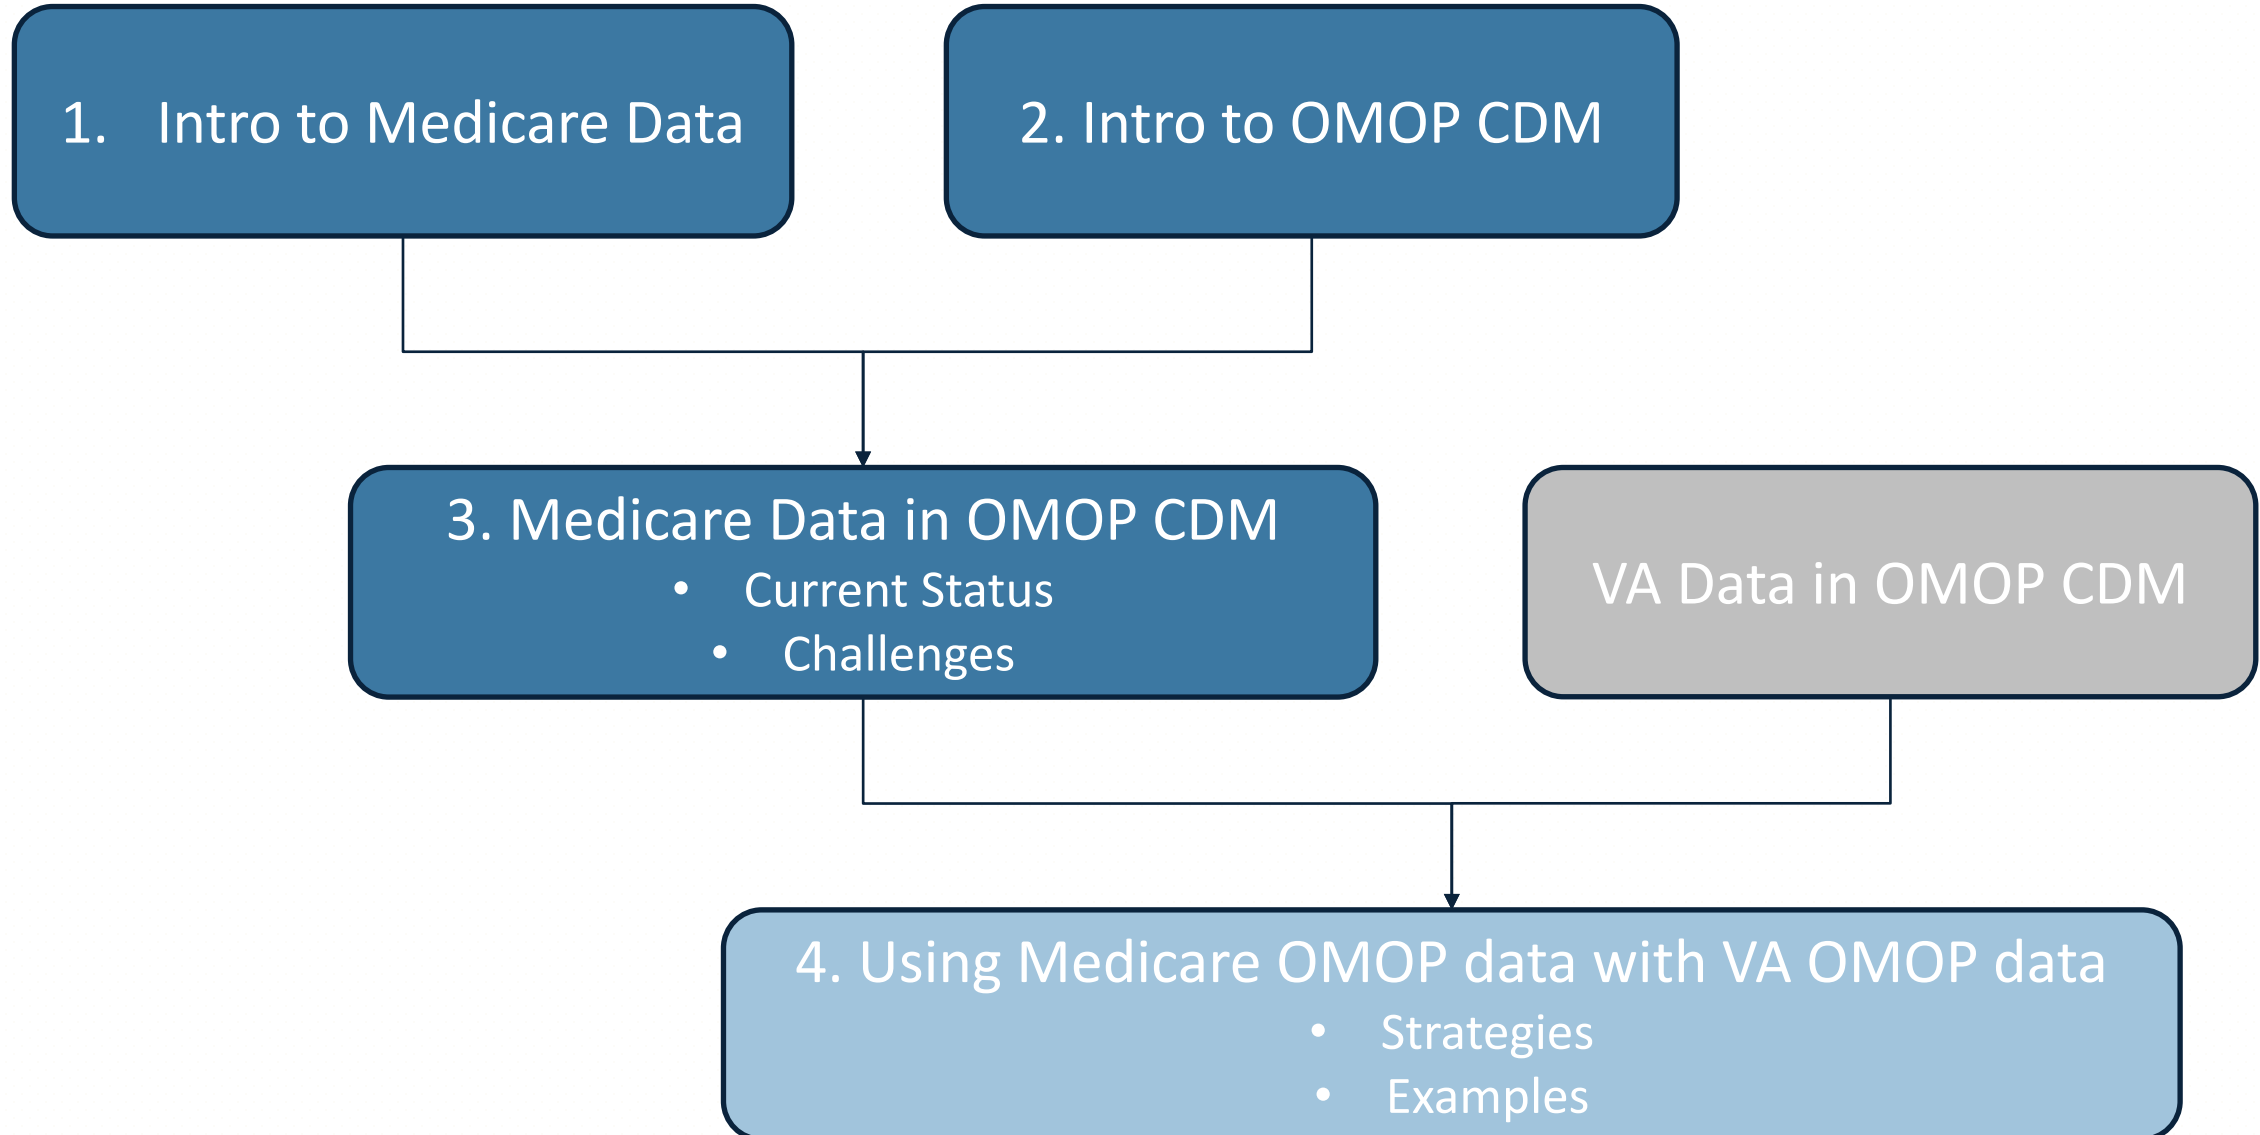 1. Intro to Medicare Data
2. Intro to OMOP CDM
3. Medicare Data in OMOP CDM
• Current Status
• Challenges
VA Data in OMOP CDM
4. Using Medicare OMOP data with VA OMOP data
• Strategies
• Examples